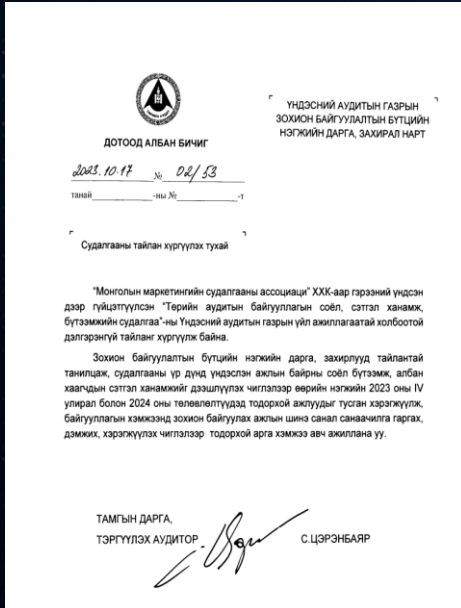 ДОТООД АЛБАН БИЧИГ
2023.10.17 № 02/53
танай -ны № -т
ҮНДЭСНИЙ АУДИТЫН ГАЗРЫН
ЗОХИОН БАЙГУУЛАЛТЫН БҮТЦИЙН
НЭГЖИЙН ДАРГА, ЗАХИРАЛ НАРТ
Судалгааны тайлан хүргүүлэх тухай
"Монголын маркетингийн судалгааны ассоциаци" ХХК-аар гэрээний үндсэн
дээр гүйцэтгүүлсэн "Төрийн аудитын байгууллагын соёл, сэтгэл ханамж,
бүтээмжийн судалгаа"-ны Үндэсний аудитын газрын үйл ажиллагаатай холбоотой
дэлгэрэнгүй тайланг хүргүүлж байна.
Зохион байгуулалтын бүтцийн нэгжийн дарга, захирлууд тайлантай
танилцаж, судалгааны үр дүнд үндэслэн ажлын байрны соёл бүтээмж, албан
хаагчдын сэтгэл ханамжийг дээшлүүлэх чиглэлээр өөрийн нэгжийн 2023 оны IV
улирал болон 2024 оны төлөвлөлтүүдэд тодорхой ажлуудыг тусган хэрэгжүүлж,
байгууллагын хэмжээнд зохион байгуулах ажлын шинэ санал санаачилга гаргах,
дэмжих, хэрэгжүүлэх чиглэлээр тодорхой арга хэмжээ авч ажиллана уу.
ТАМГЫН ДАРГА,
ТЭРГҮҮЛЭХ АУДИТОР С.ЦЭРЭНБАЯР